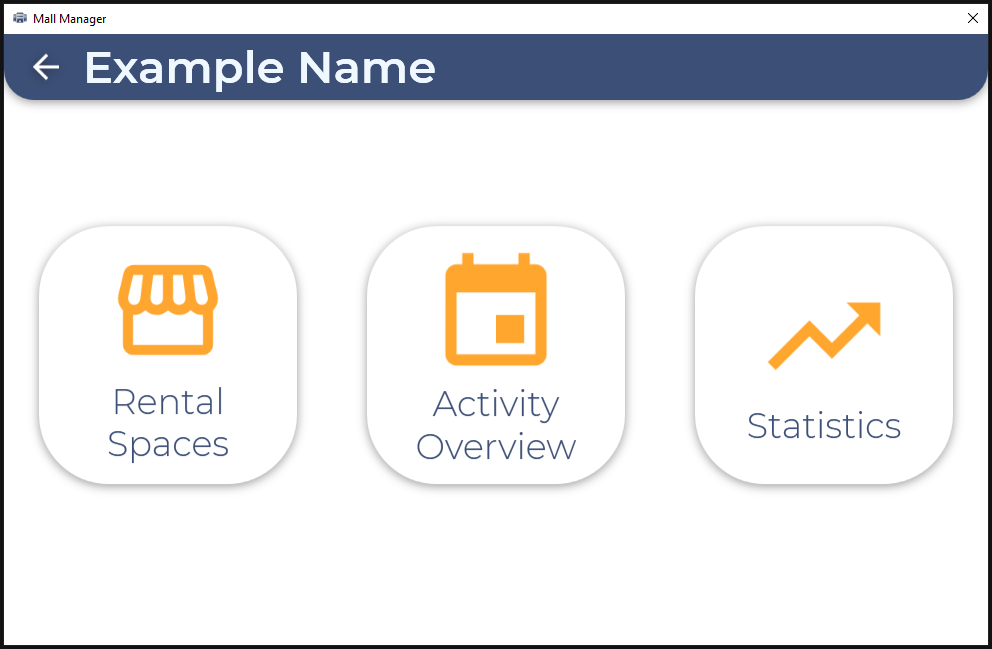 Mall Manager
Example Name
Rental
Spaces
Activity
Overview
Statistics